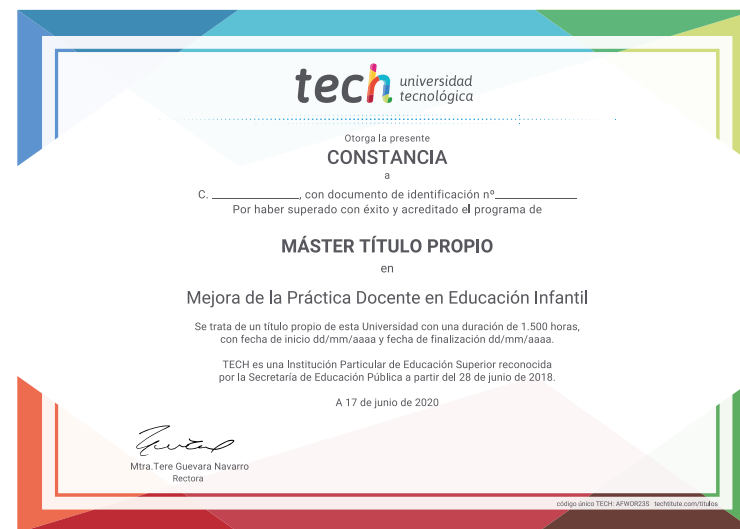 tech universidad
tecnológica
Otorga la presente
CONSTANCIA
a
C. ______________, con documento de identificación nº______________
Por haber superado con éxito y acreditado el programa de
MÁSTER TÍTULO PROPIO
en
Mejora de la Práctica Docente en Educación Infantil
Se trata de un título propio de esta Universidad con una duración de 1.500 horas,
con fecha de inicio dd/mm/aaaa y fecha de finalización dd/mm/aaaa.
TECH es una Institución Particular de Educación Superior reconocida
por la Secretaría de Educación Pública a partir del 28 de junio de 2018.
A 17 de junio de 2020
Mtra.Tere Guevara Navarro
Rectora
código único TECH: AFWOR23S techtitute.com/titulos